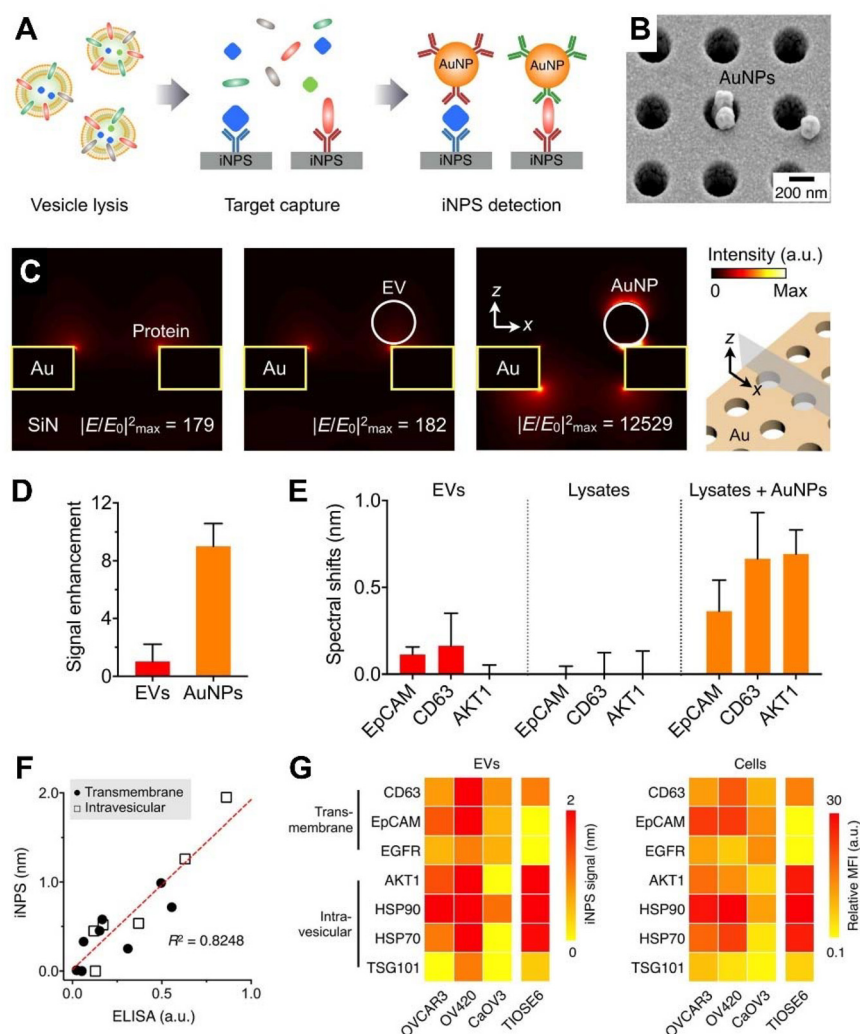 A
AuNP
AuNP
iNPS
iNPS
iNPS
iNPS
Vesicle lysis
Target capture
iNPS detection
B
AuNPs
200 nm
C
Protein
Au
SiN
|E/E0|²max = 179
EV
|E/E0|²max = 182
z
x
AuNP
Au
|E/E0|²max = 12529
Intensity (a.u.)
0 Max
z
x
Au
D
Signal enhancement
12
8
4
0
EVs AuNPs
E
EVs Lysates Lysates + AuNPs
Spectral shifts (nm)
1.0
0.5
0.0
EpCAM CD63 AKT1 EpCAM CD63 AKT1 EpCAM CD63 AKT1
F
Transmembrane
Intravesicular
iNPS (nm)
2.0
1.0
0.0
R² = 0.8248
0.0 0.5 1.0
ELISA (a.u.)
G
EVs
Trans-
membrane
Intra-
vesicular
CD63
EpCAM
EGFR
AKT1
HSP90
HSP70
TSG101
OVCAR3 OV420 CaOV3 TIOSE6
2
iNPS signal (nm)
0
Cells
CD63
EpCAM
EGFR
AKT1
HSP90
HSP70
TSG101
OVCAR3 OV420 CaOV3 TIOSE6
30
Relative MFI (a.u.)
0.1